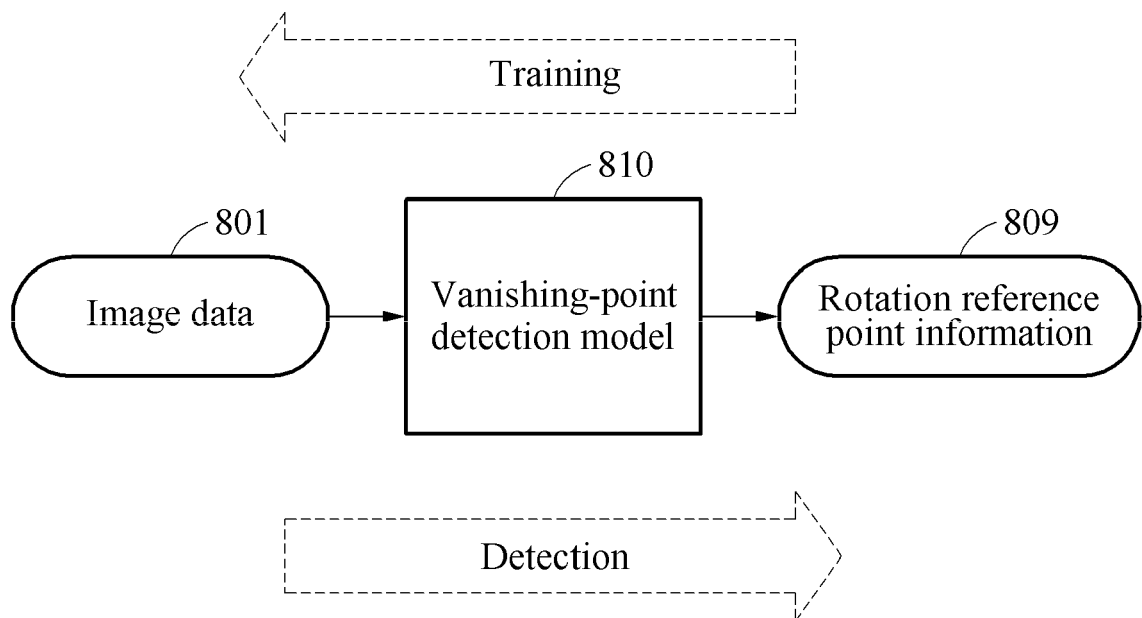 Training
810
801
809
Image data
Vanishing-point
detection model
Rotation reference
point information
Detection